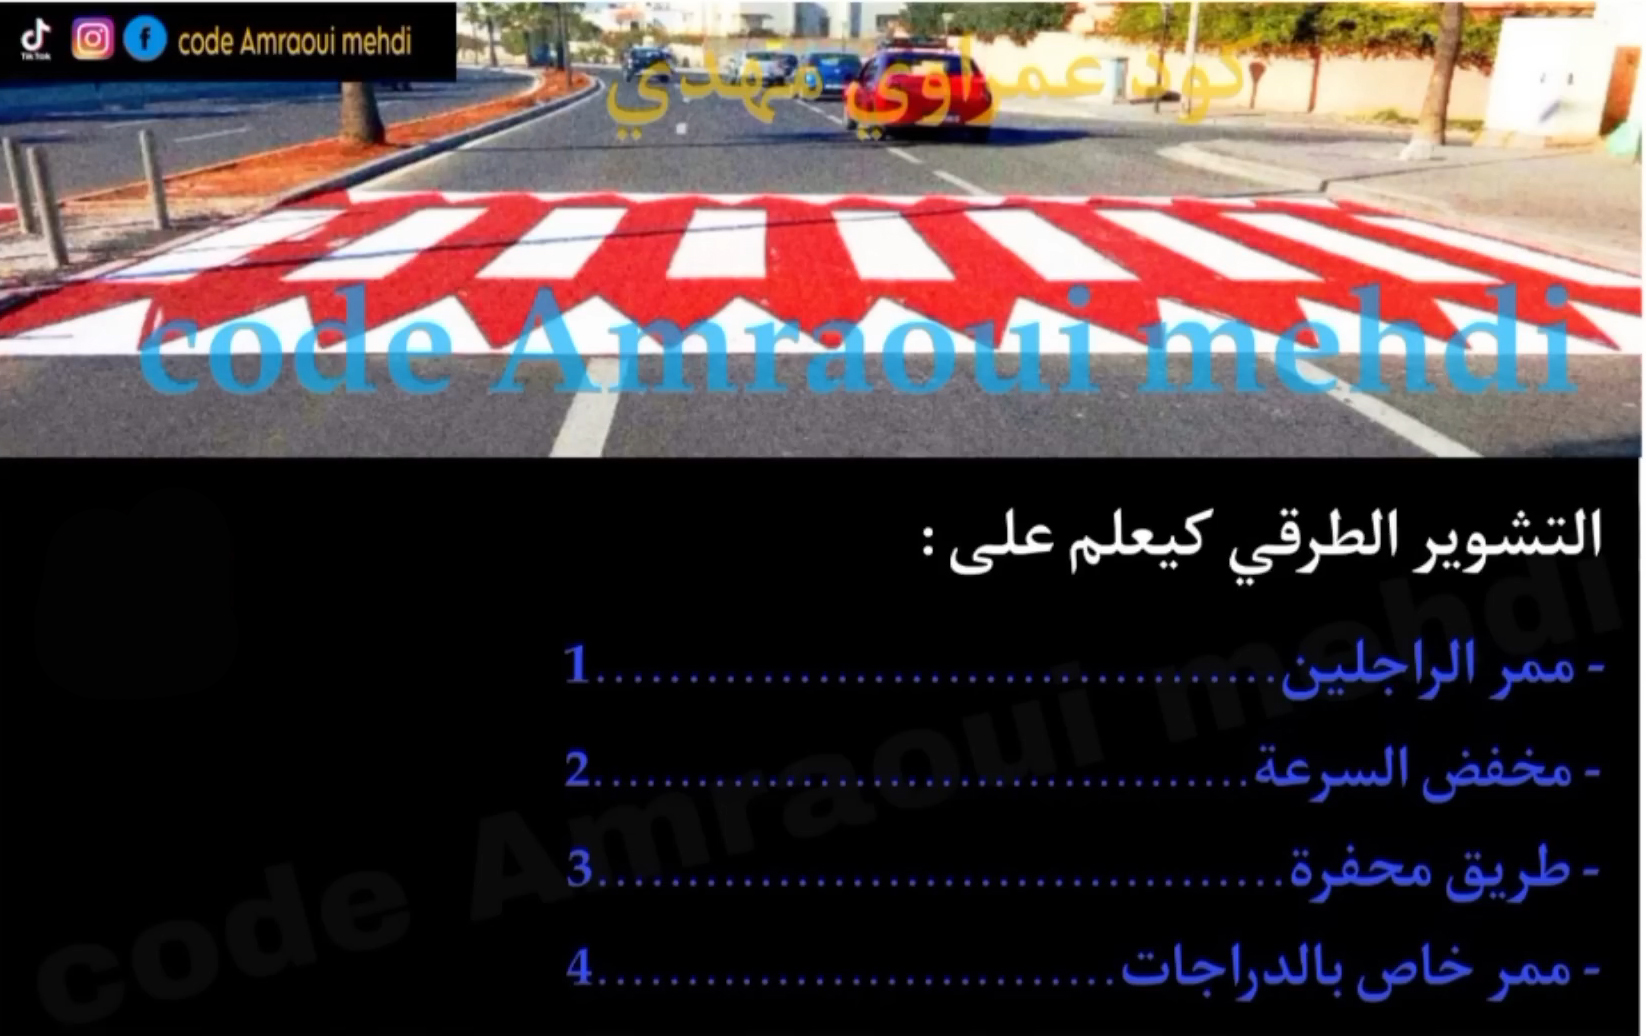 TikTok
f code Amraoui mehdi
كود عمراوي مهدي
code Amraoui mehdi
التشوير الطرقي كيعلم على :
- ممر الراجلين....................................1
- مخفض السرعة...................................2
- طريق محفرة.....................................3
- ممر خاص بالدراجات............................4
code Amraoui mehdi